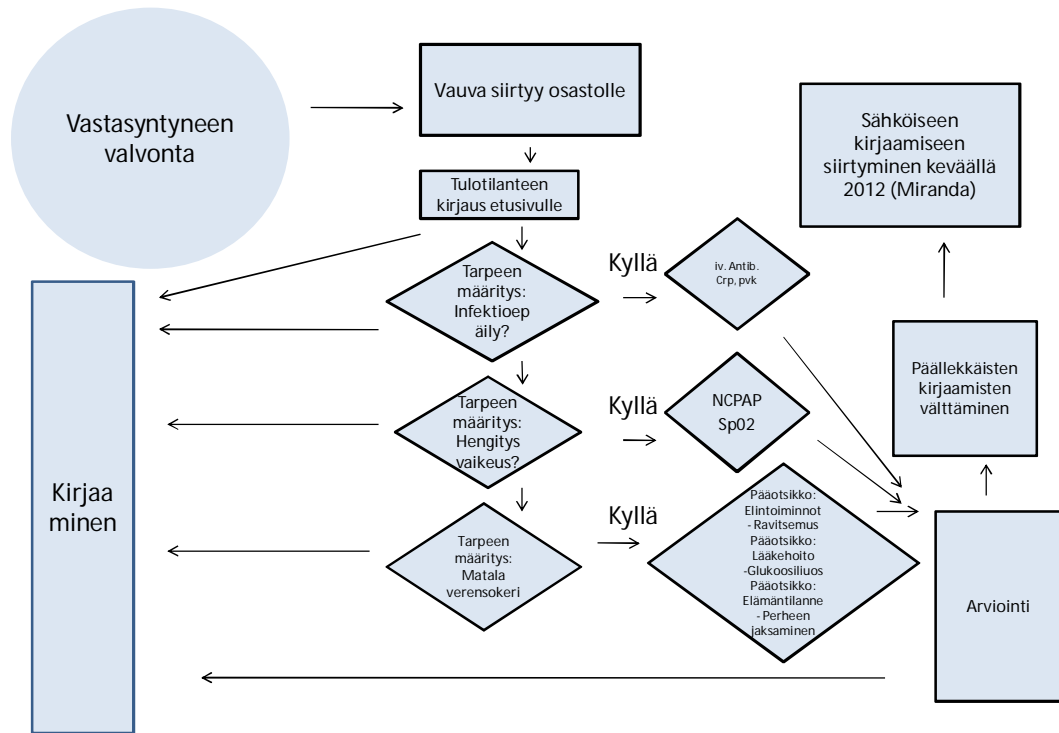 Vastasyntyneen
valvonta
Vauva siirtyy osastolle
Sähköiseen
kirjaamiseen
siirtyminen keväällä
2012 (Miranda)
Tulotilanteen
kirjaus etusivulle
Tarpeen
määritys:
Infektioep
äily?
Kyllä
iv. Antib.
Crp, pvk
Päällekkäisten
kirjaamisten
välttäminen
Tarpeen
määritys:
Hengitys
vaikeus?
Kyllä
NCPAP
Sp02
Kirjaa
minen
Tarpeen
määritys:
Matala
verensokeri
Kyllä
Pääotsikko:
Elintoiminnot
- Ravitsemus
Pääotsikko:
Lääkehoito
-Glukoosiliuos
Pääotsikko:
Elämäntilanne
- Perheen
jaksaminen
Arviointi